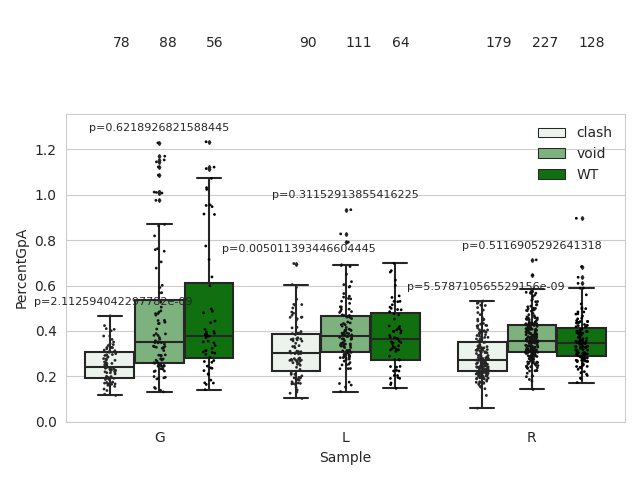 78 88 56 90 111 64 179 227 128
p=0.6218926821588445
clash
void
WT
p=0.31152913855416225
p=0.005011393446604445
p=0.5116905292641318
p=5.578710565529156e-09
p=2.112594042297782e-09
1.2
1.0
0.8
0.6
0.4
0.2
0.0
PercentGpA
G L R
Sample